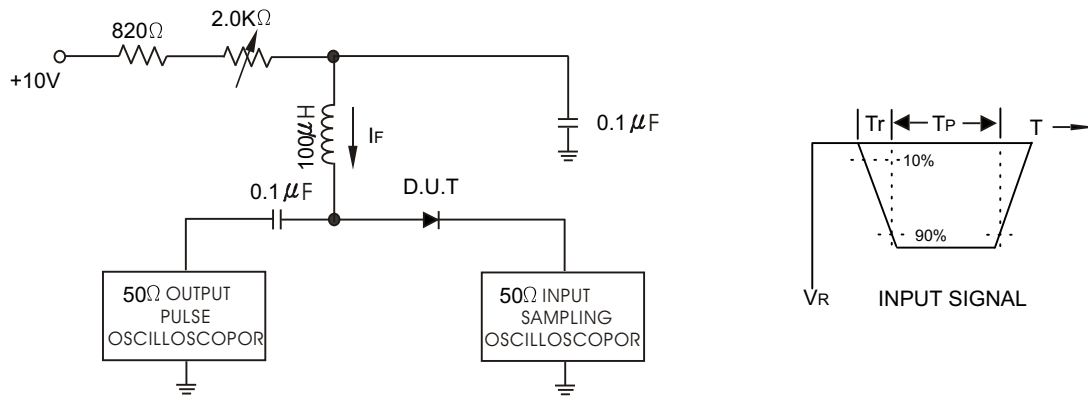 820Ω
2.0KΩ
+10V
100μH
IF
0.1μF
0.1μF
D.U.T
50Ω OUTPUT
PULSE
OSCILLOSCOPOR
50Ω INPUT
SAMPLING
OSCILLOSCOPOR
Tr
TP
T
10%
90%
VR
INPUT SIGNAL